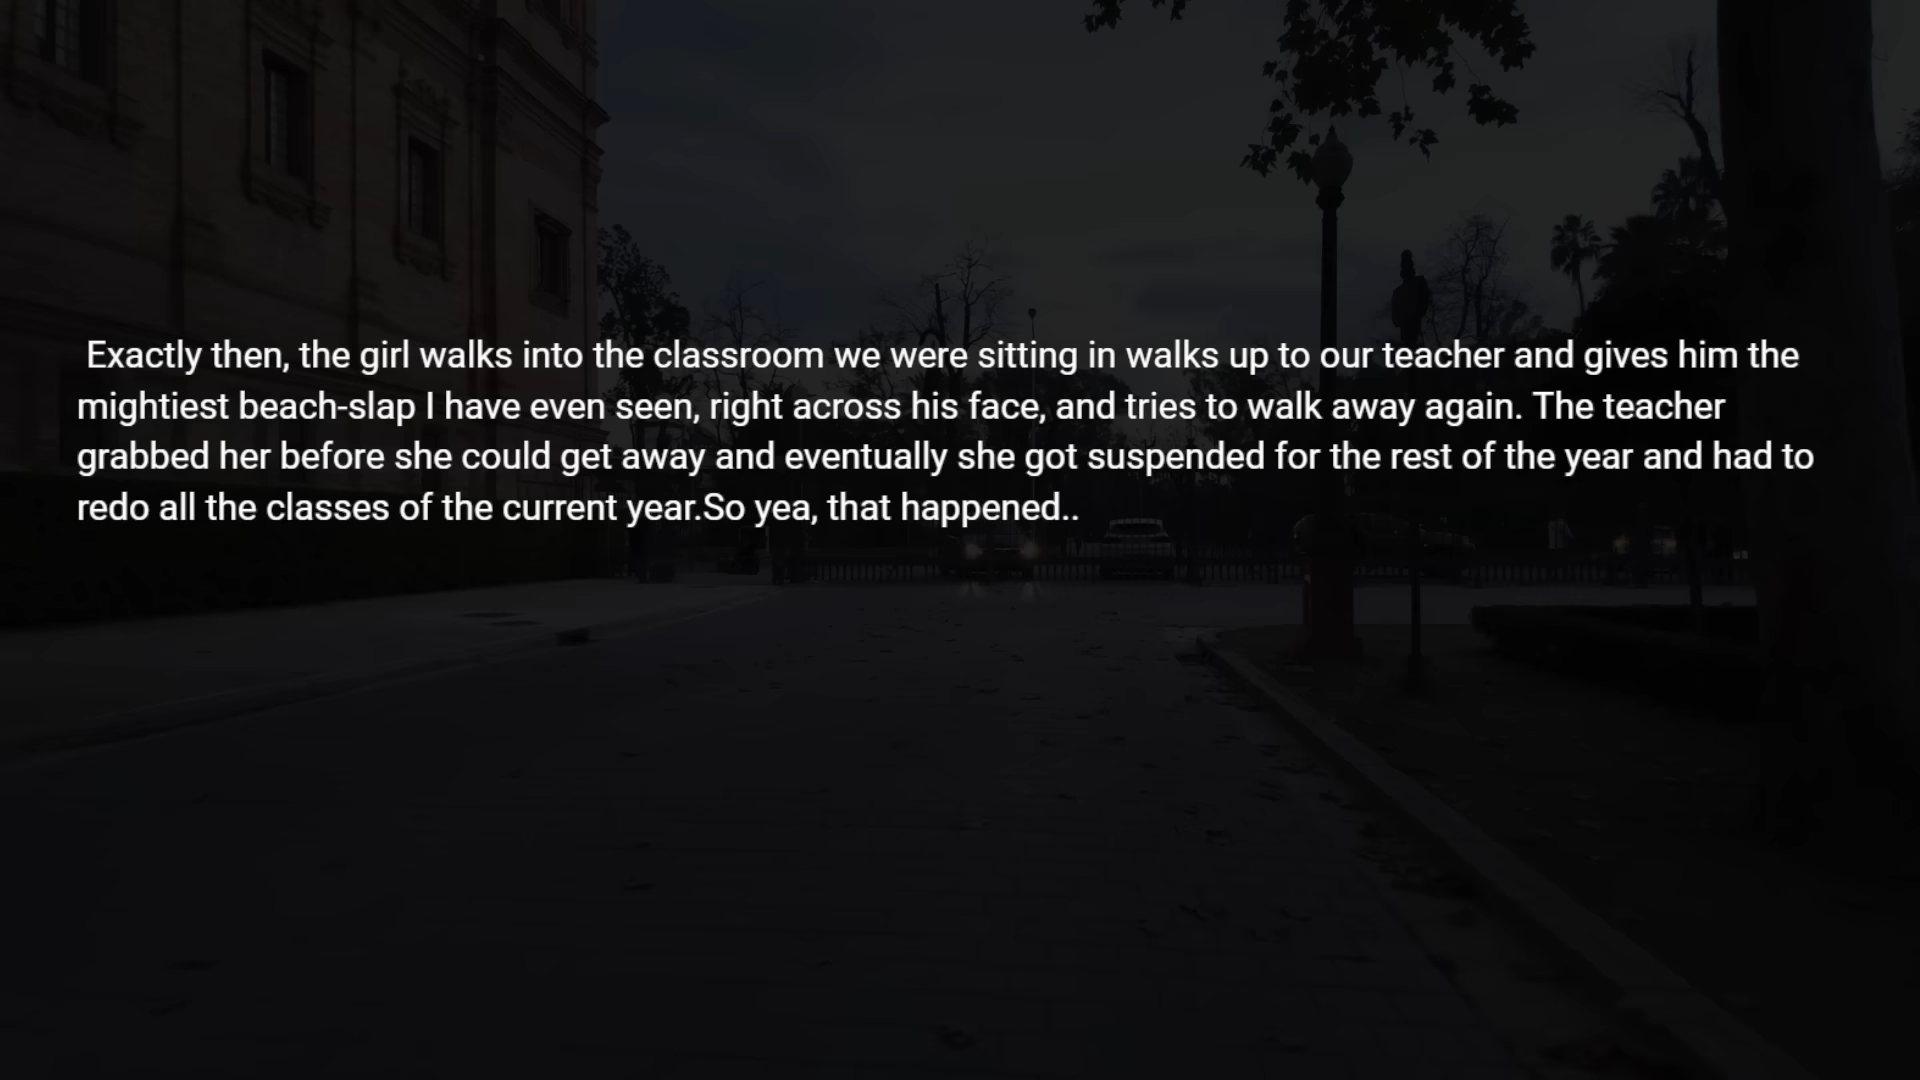 Exactly then, the girl walks into the classroom we were sitting in walks up to our teacher and gives him the
mightiest beach-slap I have even seen, right across his face, and tries to walk away again. The teacher
grabbed her before she could get away and eventually she got suspended for the rest of the year and had to
redo all the classes of the current year.So yea, that happened..